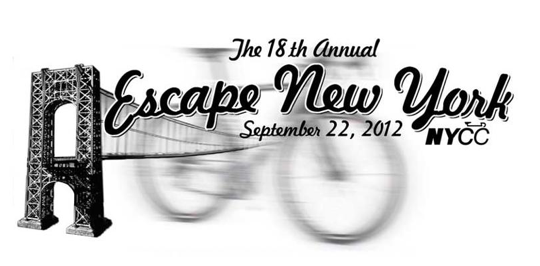 The 18th Annual
Escape New York
September 22, 2012
NYCC